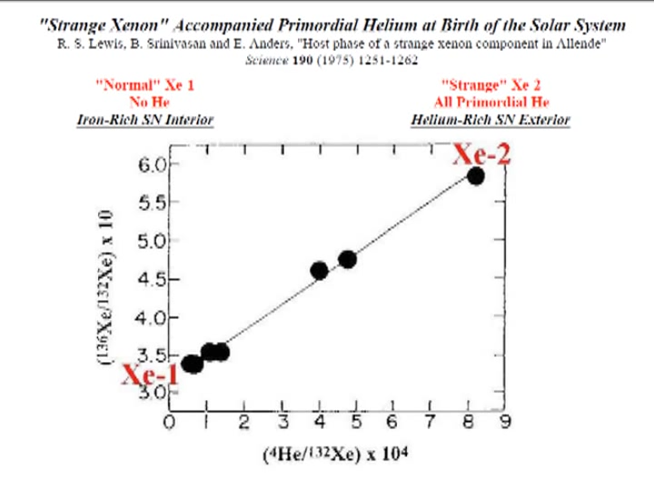 "Strange Xenon" Accompanied Primordial Helium at Birth of the Solar System
R. S. Lewis, B. Srinivasan and E. Anders, "Host phase of a strange xenon component in Allende"
Science 190 (1975) 1251-1262
"Normal" Xe 1
No He
Iron-Rich SN Interior
"Strange" Xe 2
All Primordial He
Helium-Rich SN Exterior
Xe-2
6.0
5.5
5.0
4.5
4.0
3.5
3.0
(136Xe/132Xe) x 10
Xe-1
0 1 2 3 4 5 6 7 8 9
(4He/132Xe) x 104